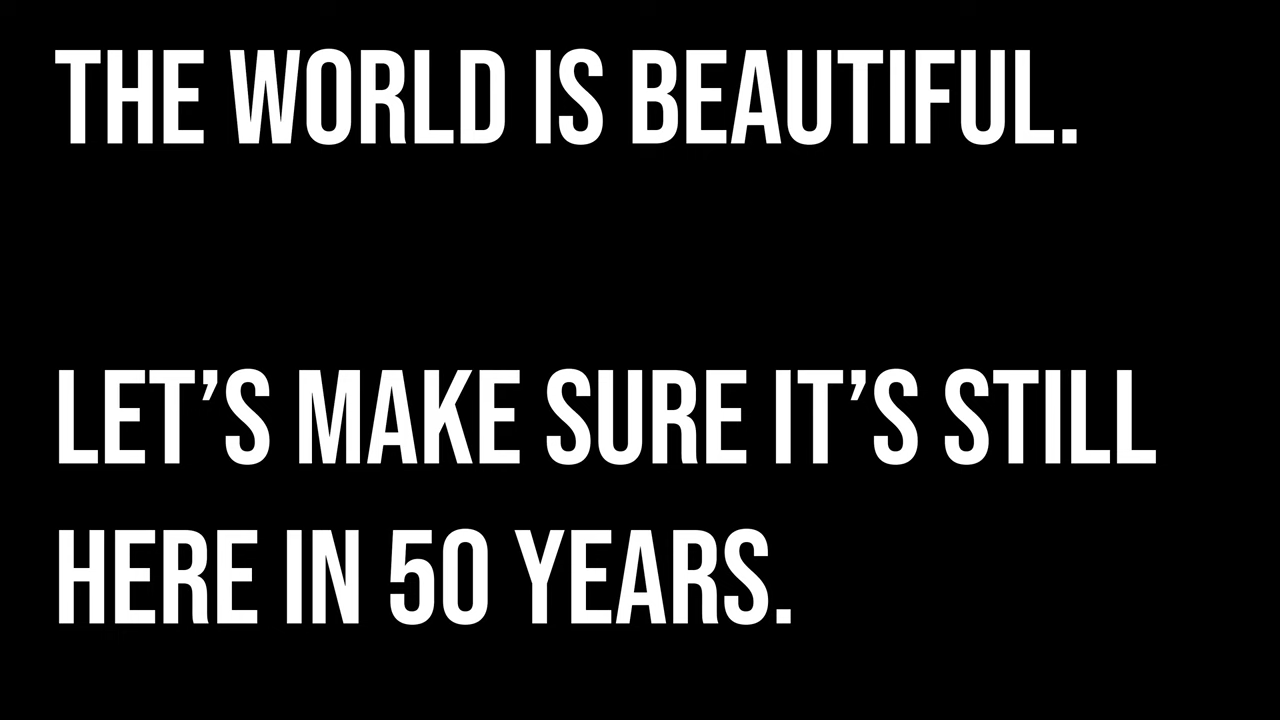 THE WORLD IS BEAUTIFUL.
LET’S MAKE SURE IT’S STILL
HERE IN 50 YEARS.